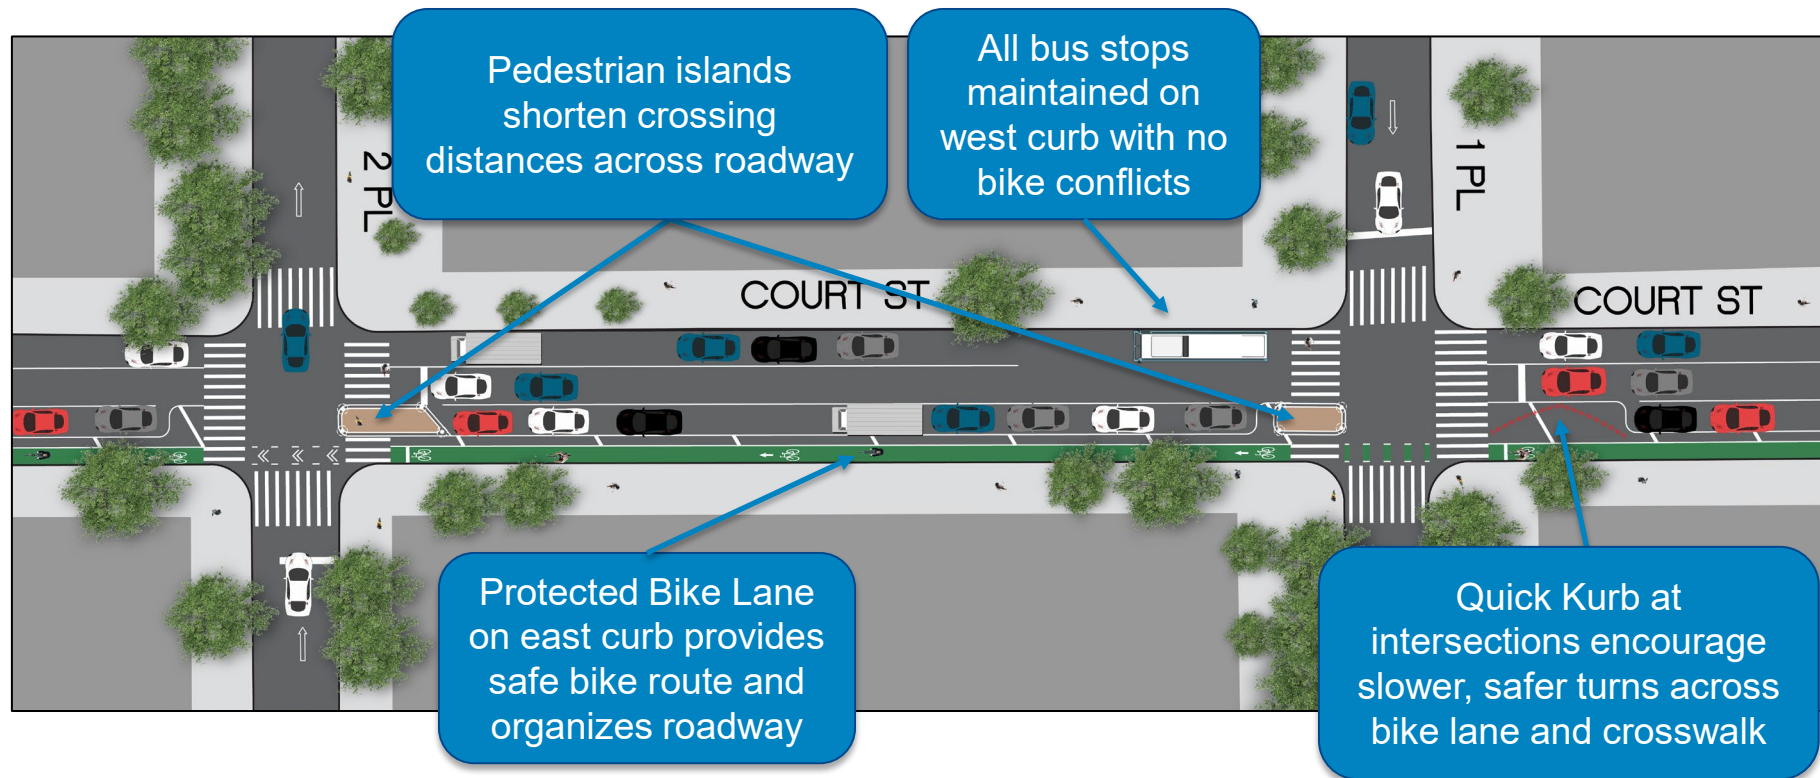 Pedestrian islands
shorten crossing
distances across roadway
All bus stops
maintained on
west curb with no
bike conflicts
2 PL
1 PL
COURT ST
COURT ST
Protected Bike Lane
on east curb provides
safe bike route and
organizes roadway
Quick Kurb at
intersections encourage
slower, safer turns across
bike lane and crosswalk